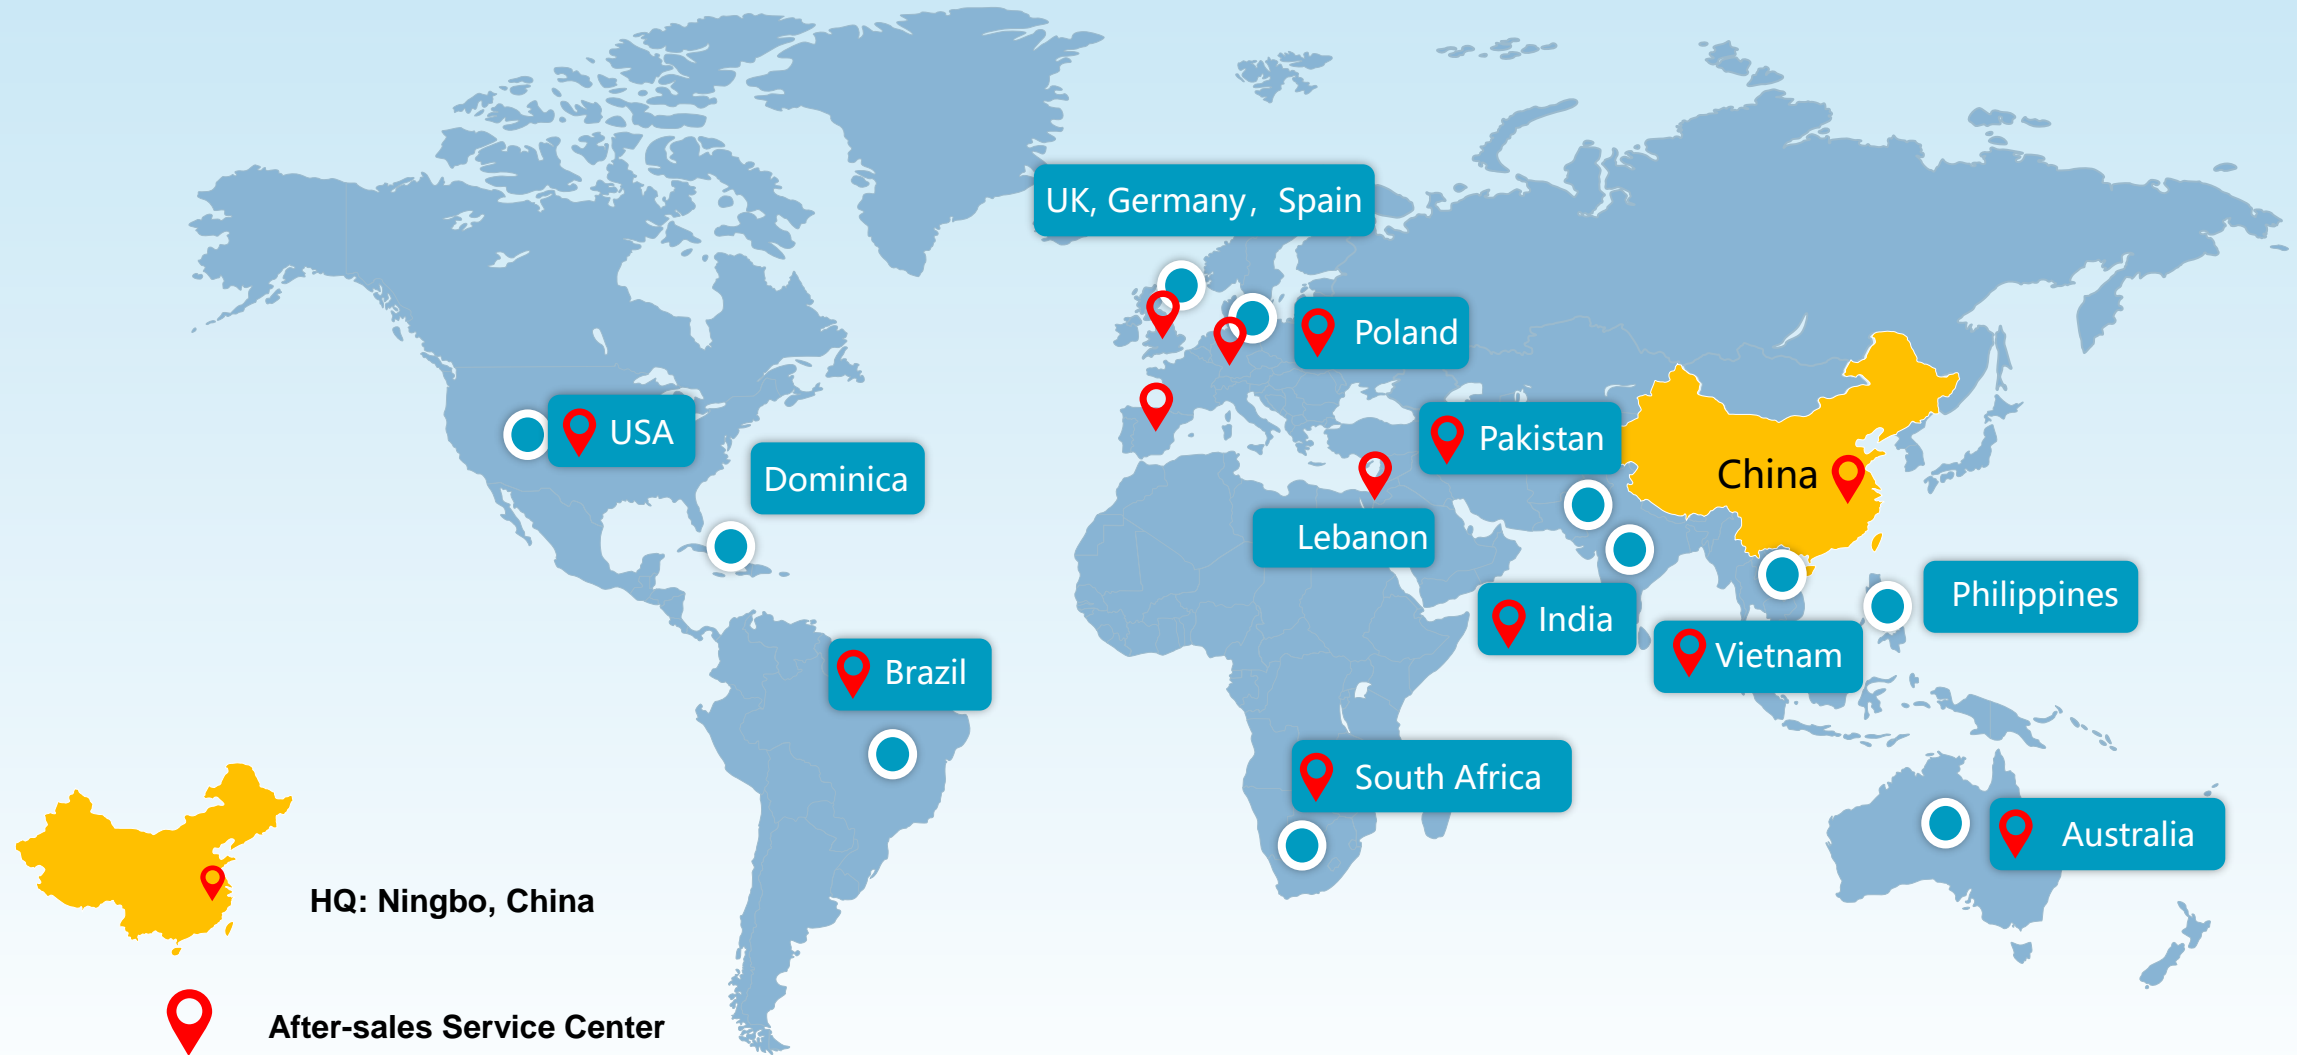 UK, Germany，Spain
Poland
USA
Pakistan
Dominica
China
Lebanon
Philippines
India
Vietnam
Brazil
South Africa
Australia
HQ: Ningbo, China
After-sales Service Center